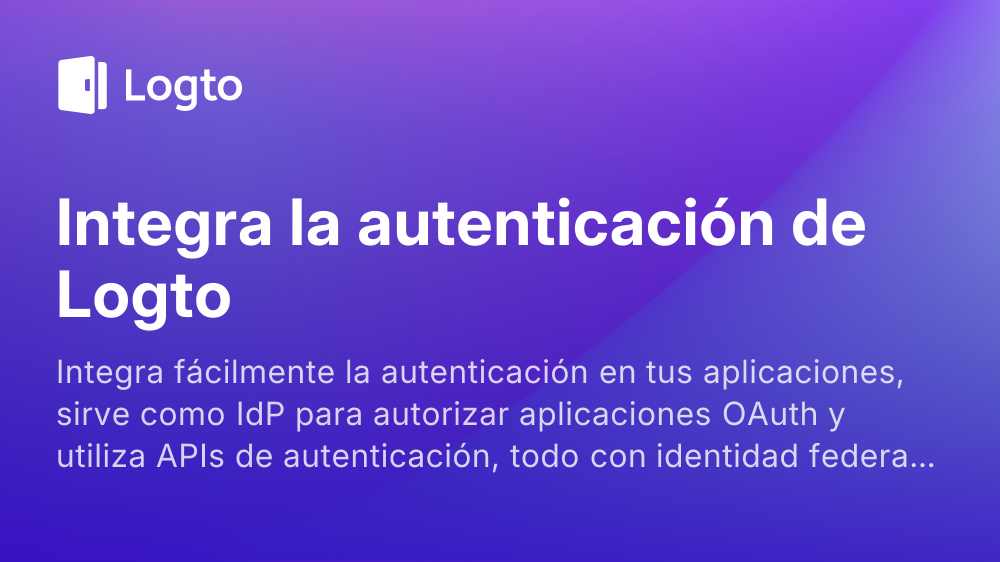 Logto
Integra la autenticación de
Logto
Integra fácilmente la autenticación en tus aplicaciones,
sirve como IdP para autorizar aplicaciones OAuth y
utiliza APIs de autenticación, todo con identidad federa...